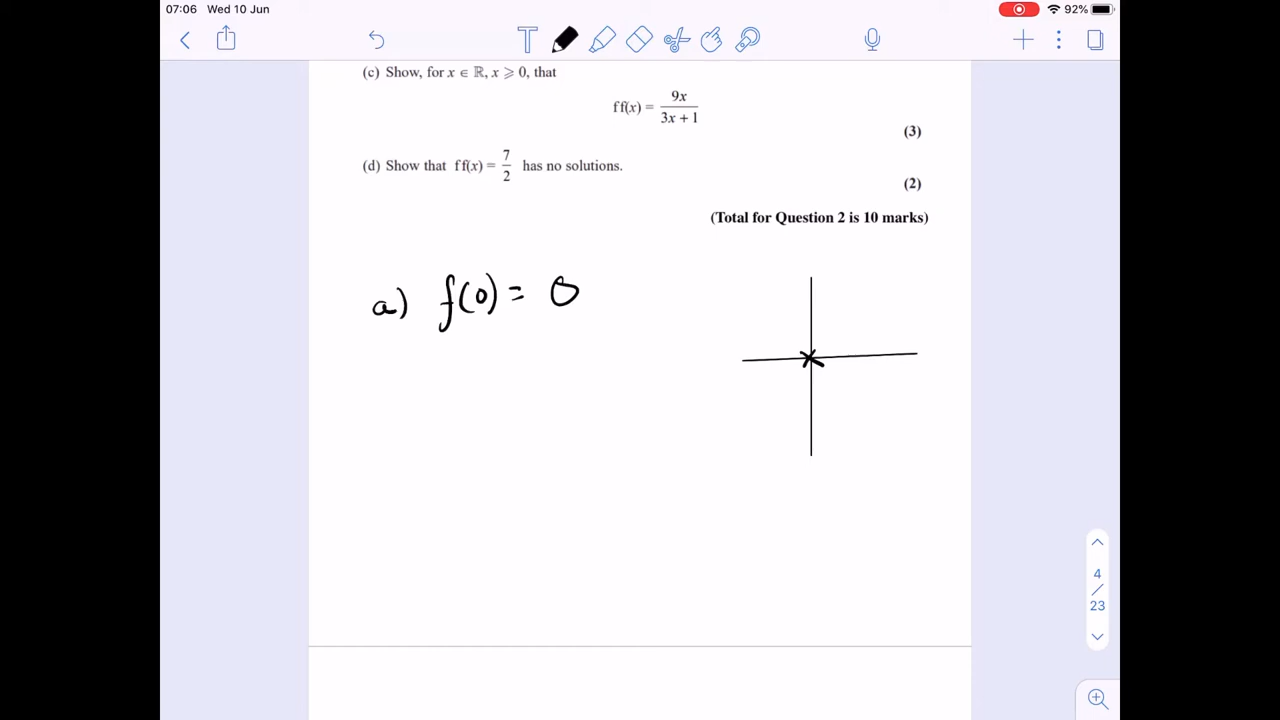 07:06 Wed 10 Jun
92%
T
(c) Show, for x ∈ ℝ, x ⩾ 0, that
ff(x) = 9x / 3x + 1
(3)
(d) Show that ff(x) = 7/2 has no solutions.
(2)
(Total for Question 2 is 10 marks)
a) f(0) = 0
4
/
23